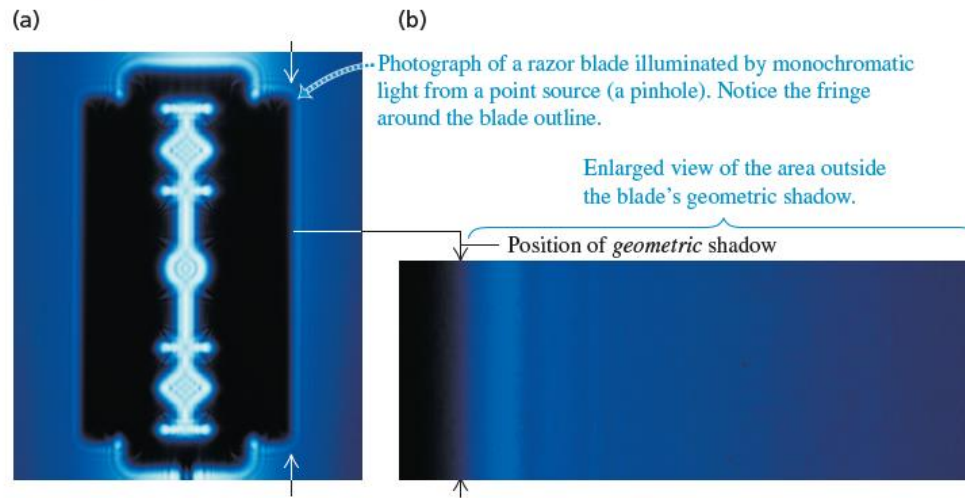 (a)
(b)
Photograph of a razor blade illuminated by monochromatic
light from a point source (a pinhole). Notice the fringe
around the blade outline.
Enlarged view of the area outside
the blade's geometric shadow.
Position of geometric shadow